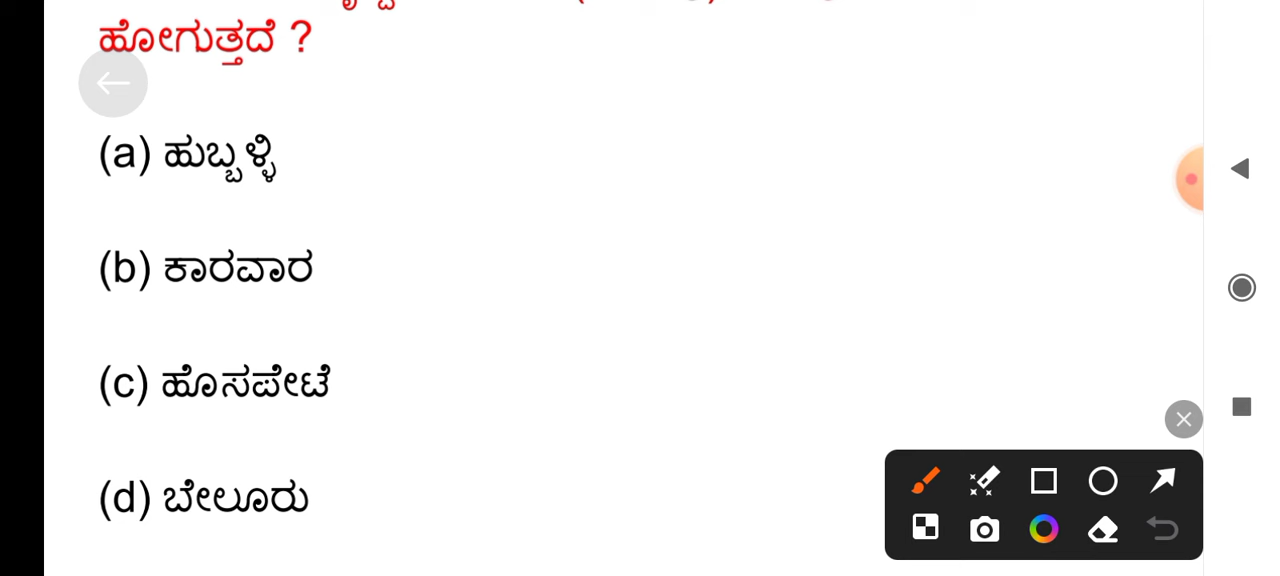 ಹೋಗುತ್ತದೆ ?
(a) ಹುಬ್ಬಳ್ಳಿ
(b) ಕಾರವಾರ
(c) ಹೊಸಪೇಟೆ
(d) ಬೇಲೂರು